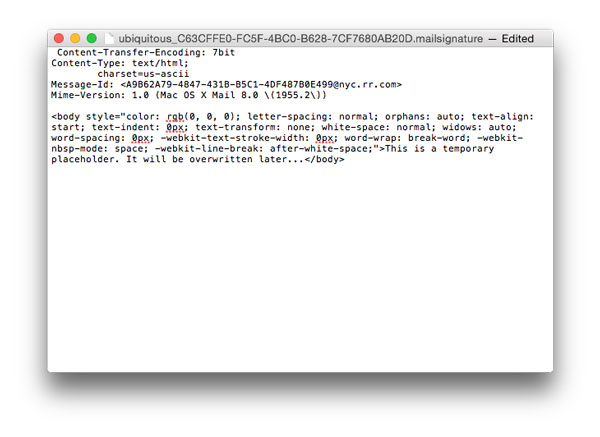 ubiquitous_C63CFFE0-FC5F-4BC0-B628-7CF7680AB20D.mailsignature — Edited
Content-Transfer-Encoding: 7bit
Content-Type: text/html;
charset=us-ascii
Message-Id: <A9B62A79-4847-431B-B5C1-4DF487B0E499@nyc.rr.com>
Mime-Version: 1.0 (Mac OS X Mail 8.0 \(1955.2\))
<body style="color: rgb(0, 0, 0); letter-spacing: normal; orphans: auto; text-align:
start; text-indent: 0px; text-transform: none; white-space: normal; widows: auto;
word-spacing: 0px; -webkit-text-stroke-width: 0px; word-wrap: break-word; -webkit-
nbsp-mode: space; -webkit-line-break: after-white-space;">This is a temporary
placeholder. It will be overwritten later...</body>